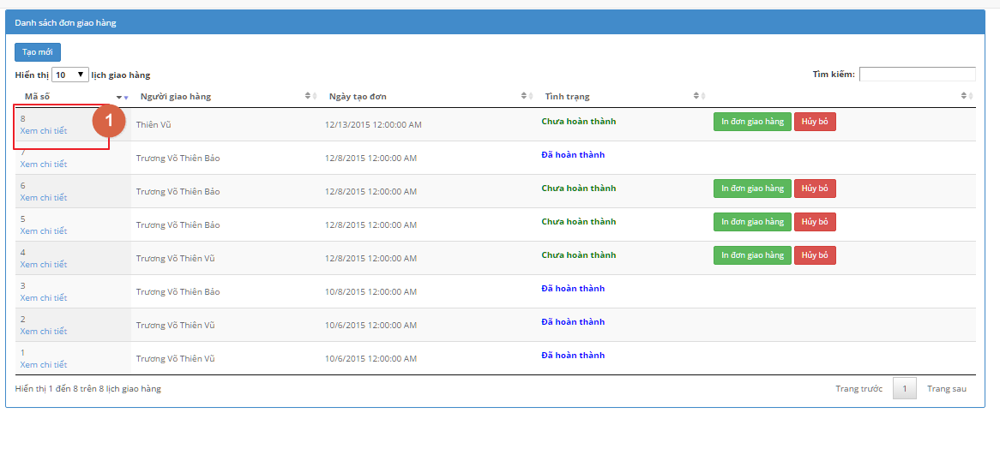 Danh sách đơn giao hàng
Tạo mới
Hiển thị 10 lịch giao hàng Tìm kiếm:
Mã số Người giao hàng Ngày tạo đơn Tình trạng
8 Thiên Vũ 12/13/2015 12:00:00 AM Chưa hoàn thành In đơn giao hàng Hủy bỏ
Xem chi tiết
1
7 Trương Võ Thiên Bảo 12/8/2015 12:00:00 AM Đã hoàn thành
Xem chi tiết
6 Trương Võ Thiên Bảo 12/8/2015 12:00:00 AM Chưa hoàn thành In đơn giao hàng Hủy bỏ
Xem chi tiết
5 Trương Võ Thiên Bảo 12/8/2015 12:00:00 AM Chưa hoàn thành In đơn giao hàng Hủy bỏ
Xem chi tiết
4 Trương Võ Thiên Vũ 12/8/2015 12:00:00 AM Chưa hoàn thành In đơn giao hàng Hủy bỏ
Xem chi tiết
3 Trương Võ Thiên Bảo 10/8/2015 12:00:00 AM Đã hoàn thành
Xem chi tiết
2 Trương Võ Thiên Vũ 10/6/2015 12:00:00 AM Đã hoàn thành
Xem chi tiết
1 Trương Võ Thiên Vũ 10/6/2015 12:00:00 AM Đã hoàn thành
Xem chi tiết
Hiển thị 1 đến 8 trên 8 lịch giao hàng Trang trước 1 Trang sau